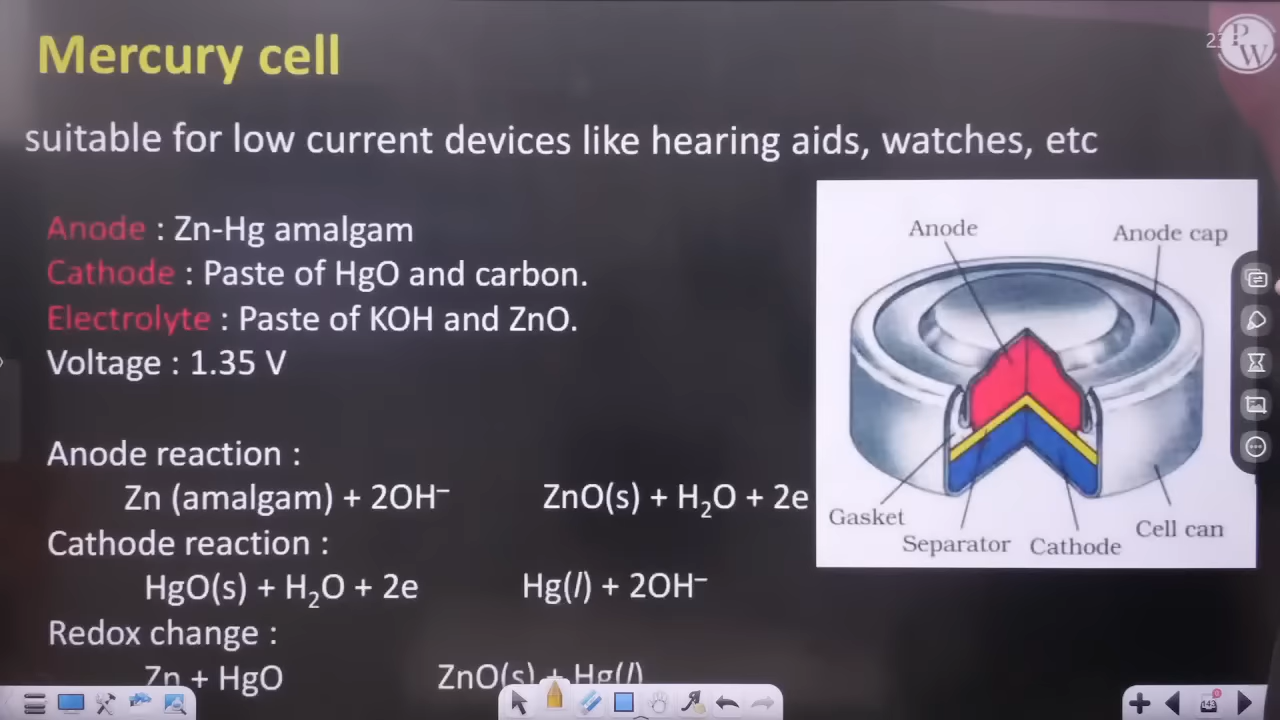 Mercury cell
suitable for low current devices like hearing aids, watches, etc
Anode : Zn-Hg amalgam
Cathode : Paste of HgO and carbon.
Electrolyte : Paste of KOH and ZnO.
Voltage : 1.35 V
Anode reaction :
Zn (amalgam) + 2OH⁻ ZnO(s) + H₂O + 2e
Cathode reaction :
HgO(s) + H₂O + 2e Hg(l) + 2OH⁻
Redox change :
Zn + HgO ZnO(s) + Hg(l)
Anode
Anode cap
Gasket
Separator
Cathode
Cell can
PW
143